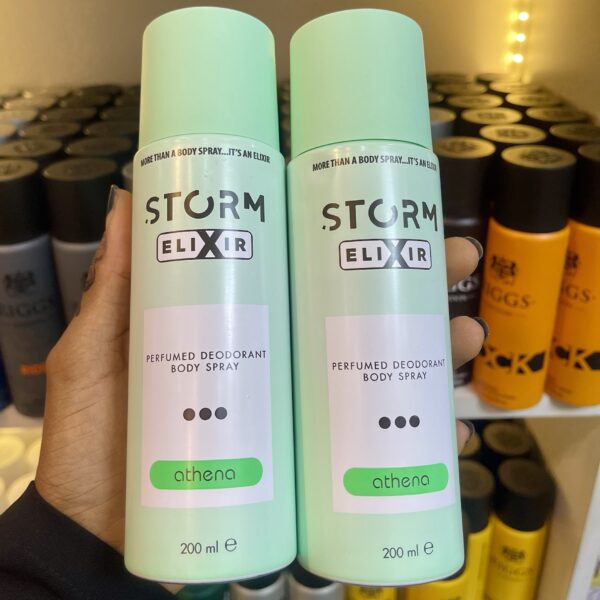 MORE THAN A BODY SPRAY...IT'S AN ELIXIR
STORM
ELIXIR
PERFUMED DEODORANT
BODY SPRAY
athena
200 ml ℮
MORE THAN A BODY SPRAY...IT'S AN ELIXIR
STORM
ELIXIR
PERFUMED DEODORANT
BODY SPRAY
athena
200 ml ℮
RIGGS